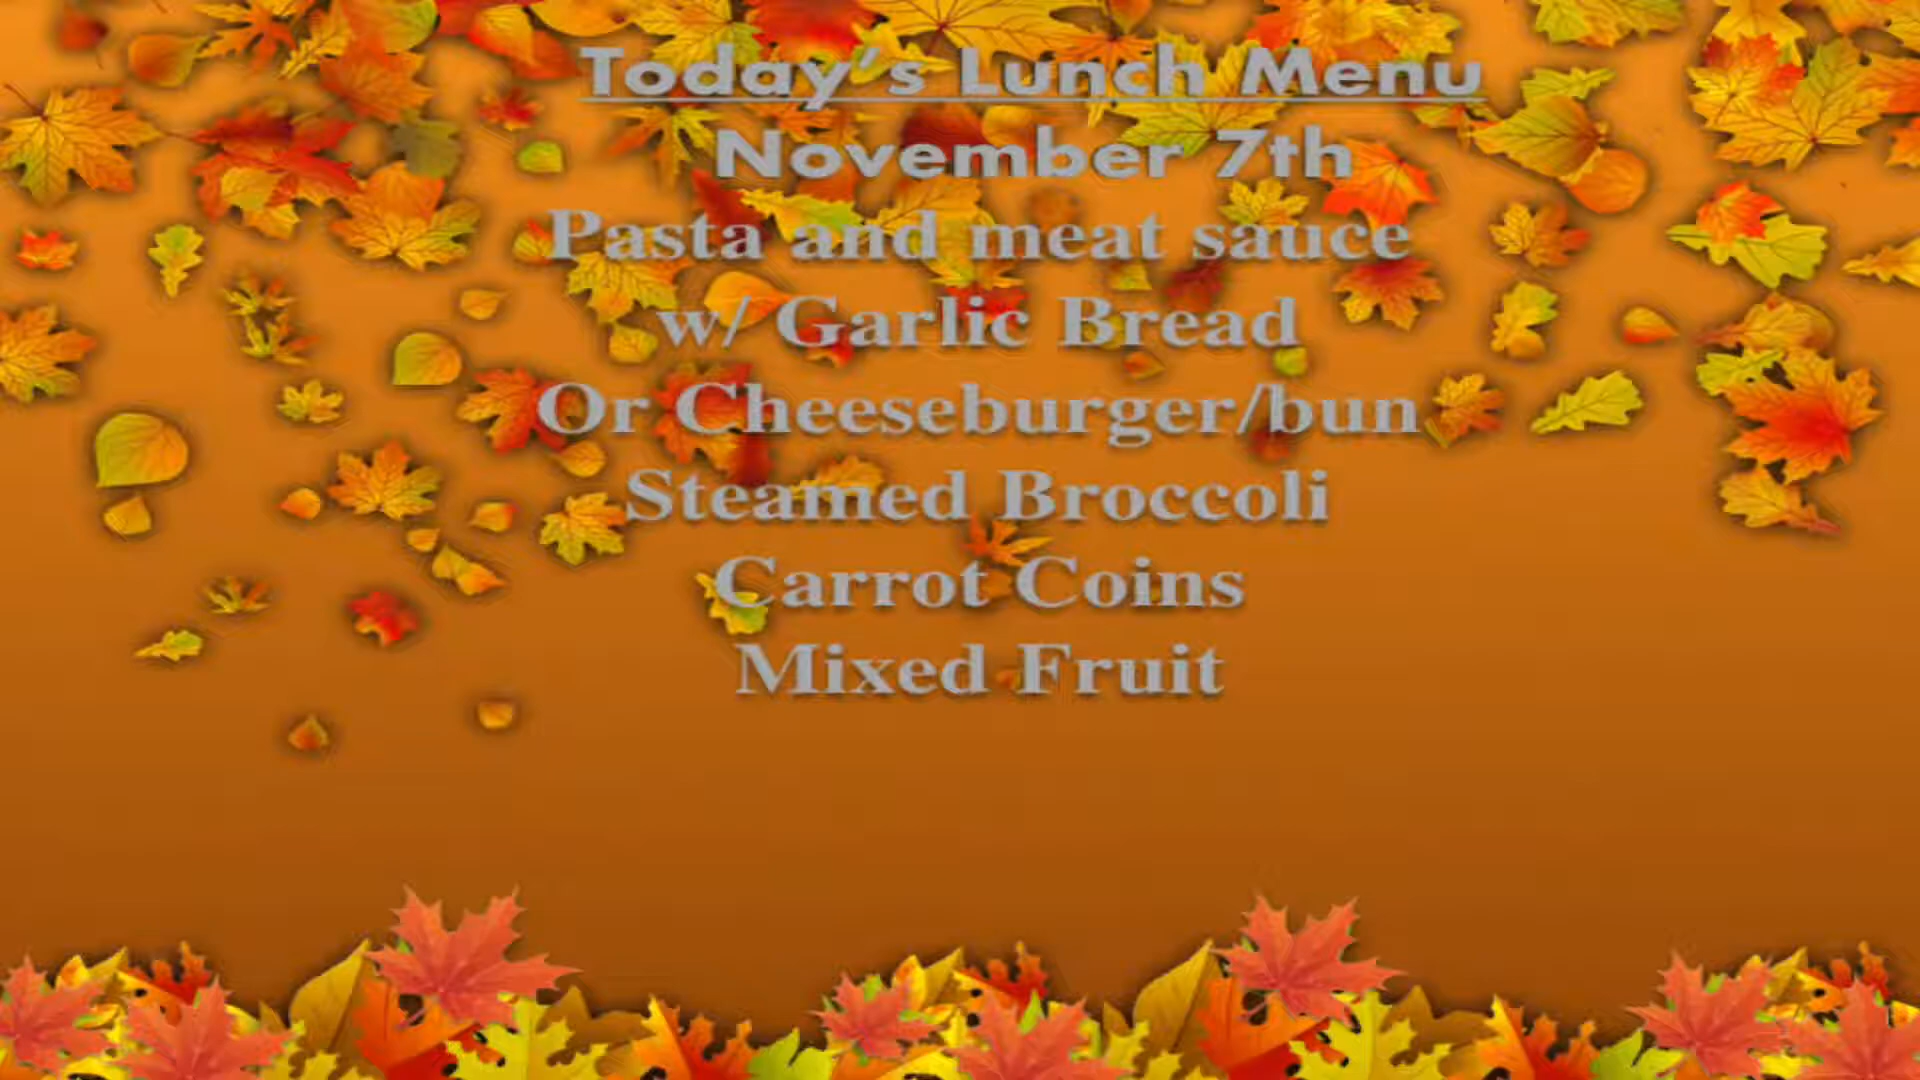 Today's Lunch Menu
November 7th
Pasta and meat sauce
w/ Garlic Bread
Or Cheeseburger/bun
Steamed Broccoli
Carrot Coins
Mixed Fruit